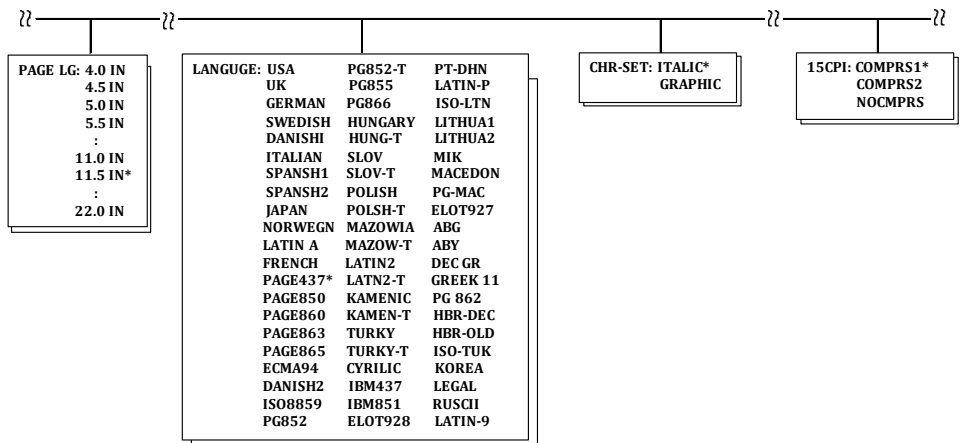 PAGE LG: 4.0 IN
4.5 IN
5.0 IN
5.5 IN
:
11.0 IN
11.5 IN*
:
22.0 IN
LANGUGE: USA PG852-T PT-DHN
UK PG855 LATIN-P
GERMAN PG866 ISO-LTN
SWEDISH HUNGARY LITHUA1
DANISHI HUNG-T LITHUA2
ITALIAN SLOV MIK
SPANSH1 SLOV-T MACEDON
SPANSH2 POLISH PG-MAC
JAPAN POLSH-T ELOT927
NORWEGN MAZOWIA ABG
LATIN A MAZOW-T ABY
FRENCH LATIN2 DEC GR
PAGE437* LATN2-T GREEK 11
PAGE850 KAMENIC PG 862
PAGE860 KAMEN-T HBR-DEC
PAGE863 TURKY HBR-OLD
PAGE865 TURKY-T ISO-TUK
ECMA94 CYRILIC KOREA
DANISH2 IBM437 LEGAL
ISO8859 IBM851 RUSCII
PG852 ELOT928 LATIN-9
CHR-SET: ITALIC*
GRAPHIC
15CPI: COMPRS1*
COMPRS2
NOCMPRS